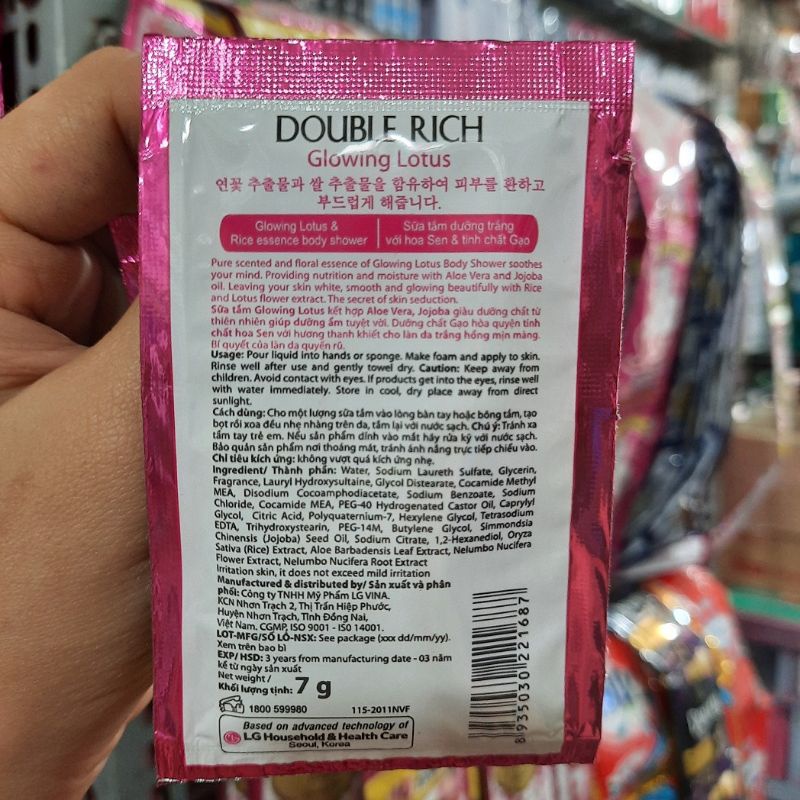 DOUBLE RICH
Glowing Lotus
연꽃 추출물과 쌀 추출물을 함유하여 피부를 환하고
부드럽게 해줍니다.
Glowing Lotus &
Rice essence body shower
Sữa tắm dưỡng trắng
với hoa Sen & tinh chất Gạo
Pure scented and floral essence of Glowing Lotus Body Shower soothes
your mind. Providing nutrition and moisture with Aloe Vera and Jojoba
oil. Leaving your skin white, smooth and glowing beautifully with Rice
and Lotus flower extract. The secret of skin seduction.
Sữa tắm Glowing Lotus kết hợp Aloe Vera, Jojoba giàu dưỡng chất từ
thiên nhiên giúp dưỡng ẩm tuyệt vời. Dưỡng chất Gạo hòa quyện tinh
chất hoa Sen với hương thanh khiết cho làn da trắng hồng mịn màng.
Bí quyết của làn da quyến rũ.
Usage: Pour liquid into hands or sponge. Make foam and apply to skin.
Rinse well after use and gently towel dry. Caution: Keep away from
children. Avoid contact with eyes. If products get into the eyes, rinse well
with water immediately. Store in cool, dry place away from direct
sunlight.
Cách dùng: Cho một lượng sữa tắm vào lòng bàn tay hoặc bông tắm, tạo
bọt rồi xoa đều nhẹ nhàng trên da, tắm lại với nước sạch. Chú ý: Tránh xa
tầm tay trẻ em. Nếu sản phẩm dính vào mắt hãy rửa kỹ với nước sạch.
Bảo quản sản phẩm nơi thoáng mát, tránh ánh nắng trực tiếp chiếu vào.
Chỉ tiêu kích ứng: không vượt quá kích ứng nhẹ.
Ingredient/ Thành phần: Water, Sodium Laureth Sulfate, Glycerin,
Fragrance, Lauryl Hydroxysultaine, Glycol Distearate, Cocamide Methyl
MEA, Disodium Cocoamphodiacetate, Sodium Benzoate, Sodium
Chloride, Cocamide MEA, PEG-40 Hydrogenated Castor Oil, Caprylyl
Glycol, Citric Acid, Polyquaternium-7, Hexylene Glycol, Tetrasodium
EDTA, Trihydroxystearin, PEG-14M, Butylene Glycol, Simmondsia
Chinensis (Jojoba) Seed Oil, Sodium Citrate, 1,2-Hexanediol, Oryza
Sativa (Rice) Extract, Aloe Barbadensis Leaf Extract, Nelumbo Nucifera
Flower Extract, Nelumbo Nucifera Root Extract
Irritation skin, it does not exceed mild irritation
Manufactured & distributed by/ Sản xuất và phân
phối: Công ty TNHH Mỹ Phẩm LG VINA.
KCN Nhơn Trạch 2, Thị Trấn Hiệp Phước,
Huyện Nhơn Trạch, Tỉnh Đồng Nai,
Việt Nam. CGMP, ISO 9001 - ISO 14001.
LOT-MFG/SỐ LÔ-NSX: See package (xxx dd/mm/yy).
Xem trên bao bì
EXP/ HSD: 3 years from manufacturing date - 03 năm
kể từ ngày sản xuất
Net weight /
Khối lượng tịnh: 7 g
1800 599980
115-2011NVF
Based on advanced technology of
LG Household & Health Care
Seoul, Korea
8 935030 221687